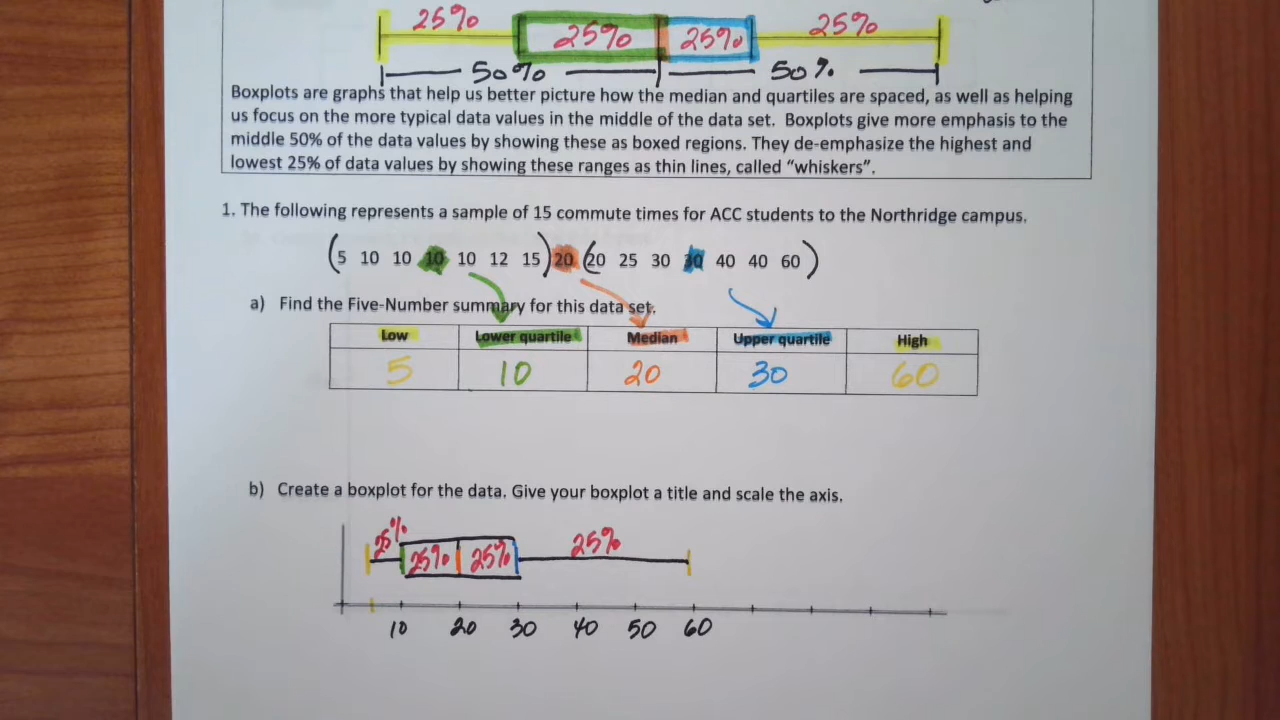 25% 25% 25% 25%
50% 50%
Boxplots are graphs that help us better picture how the median and quartiles are spaced, as well as helping
us focus on the more typical data values in the middle of the data set. Boxplots give more emphasis to the
middle 50% of the data values by showing these as boxed regions. They de-emphasize the highest and
lowest 25% of data values by showing these ranges as thin lines, called “whiskers”.
1. The following represents a sample of 15 commute times for ACC students to the Northridge campus.
(5 10 10 10 10 12 15) 20 (20 25 30 30 40 40 60)
a) Find the Five-Number summary for this data set.
Low Lower quartile Median Upper quartile High
5 10 20 30 60
b) Create a boxplot for the data. Give your boxplot a title and scale the axis.
25% 25% 25% 25%
10 20 30 40 50 60